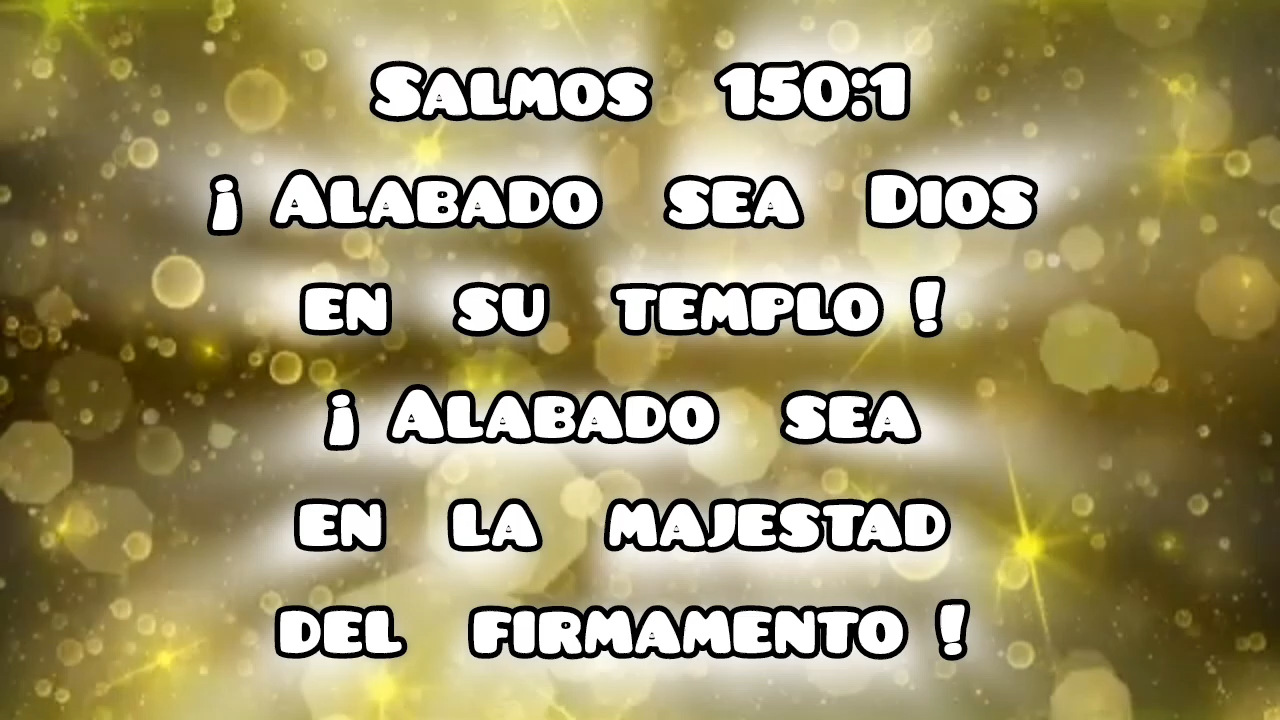 Salmos 150:1
¡ Alabado sea Dios
en su templo !
¡ Alabado sea
en la majestad
del firmamento !